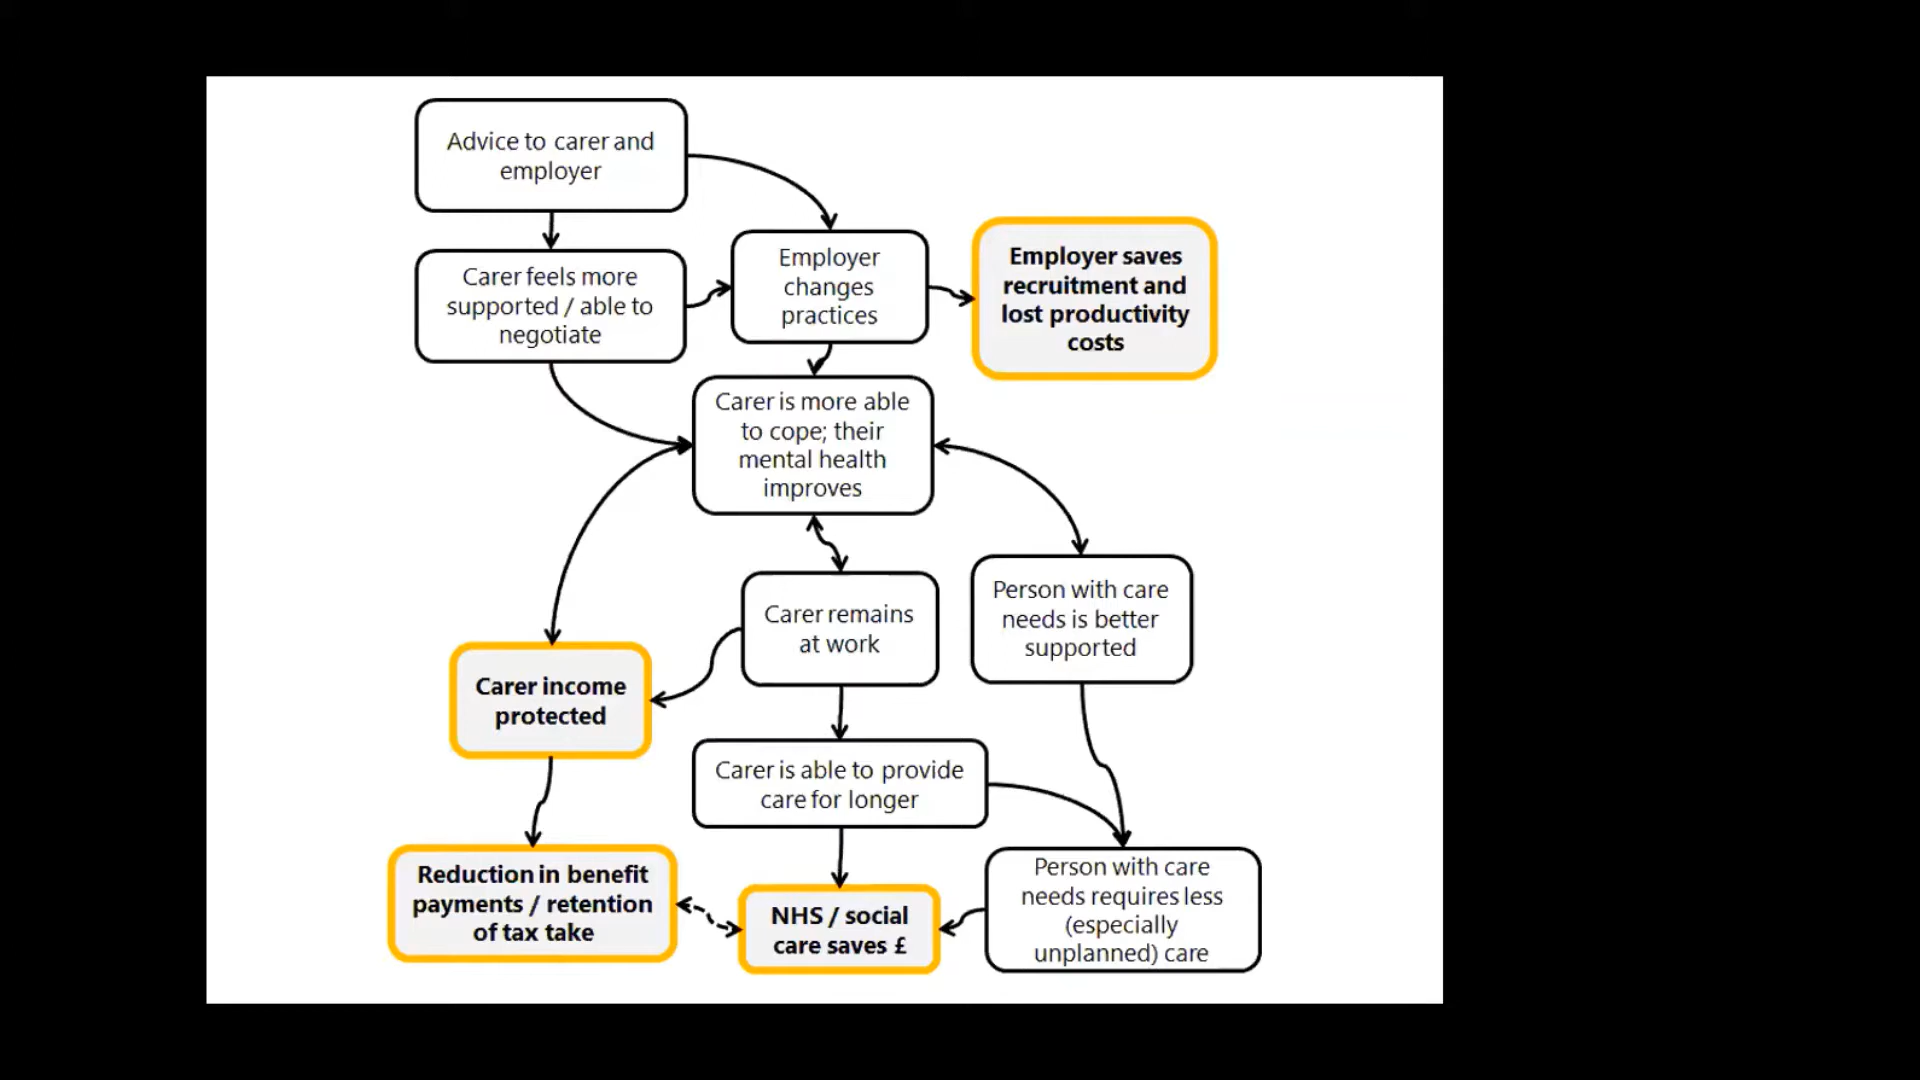 Advice to carer and
employer
Carer feels more
supported / able to
negotiate
Employer
changes
practices
Employer saves
recruitment and
lost productivity
costs
Carer is more able
to cope; their
mental health
improves
Carer remains
at work
Person with care
needs is better
supported
Carer income
protected
Carer is able to provide
care for longer
Reduction in benefit
payments / retention
of tax take
NHS / social
care saves £
Person with care
needs requires less
(especially
unplanned) care